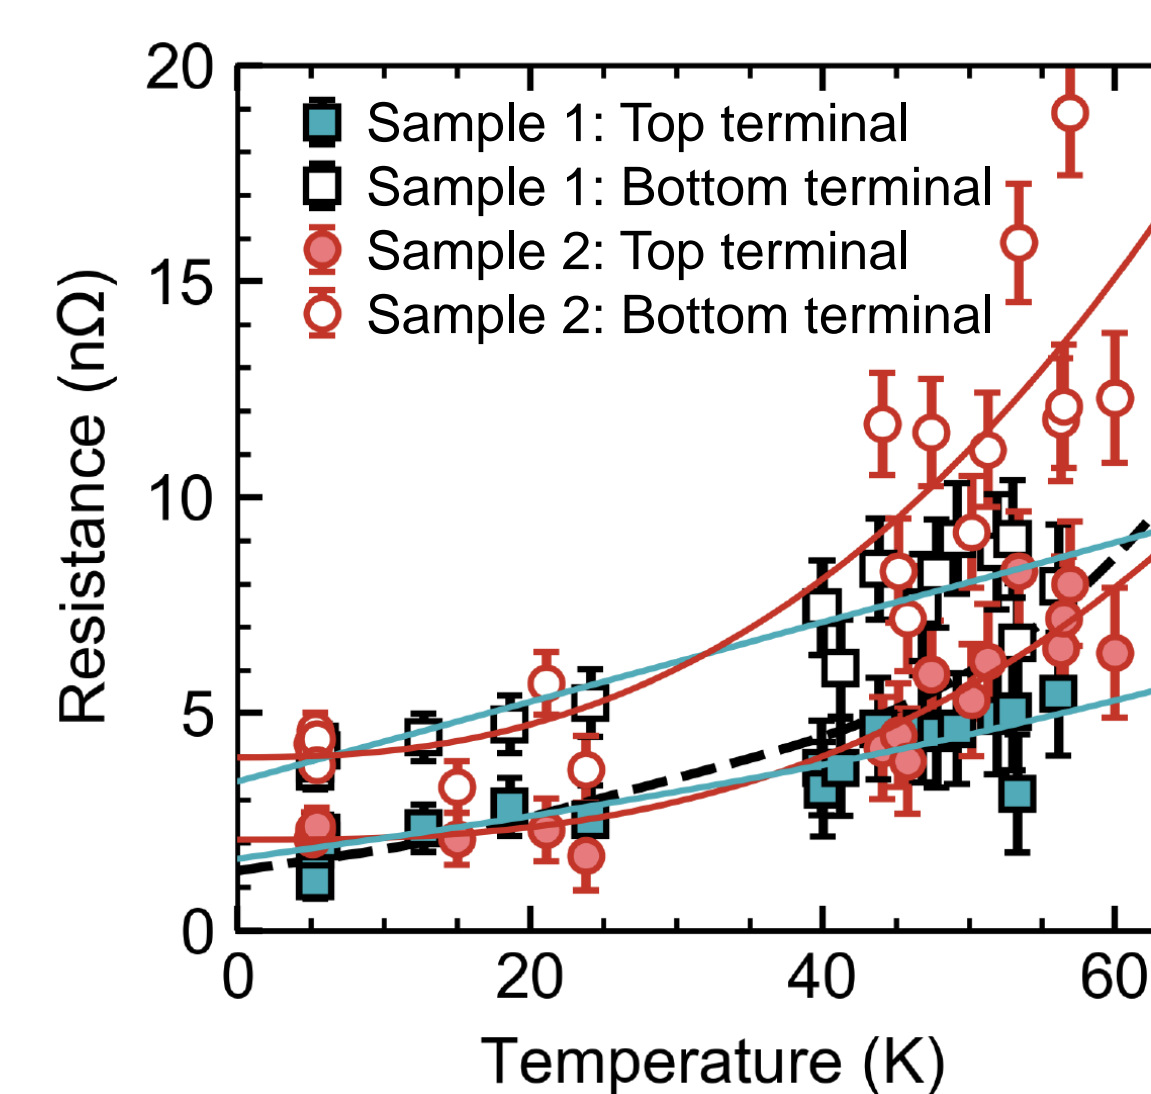 20
Sample 1: Top terminal
Sample 1: Bottom terminal
Sample 2: Top terminal
Sample 2: Bottom terminal
15
10
5
0
Resistance (nΩ)
0 20 40 60
Temperature (K)